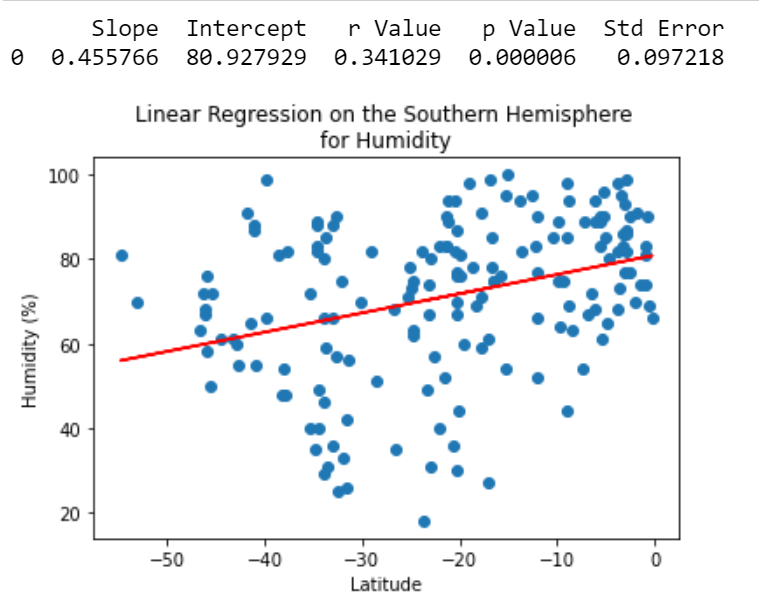 Slope Intercept r Value p Value Std Error
0 0.455766 80.927929 0.341029 0.000006 0.097218
Linear Regression on the Southern Hemisphere
for Humidity
100
80
60
40
20
Humidity (%)
−50 −40 −30 −20 −10 0
Latitude